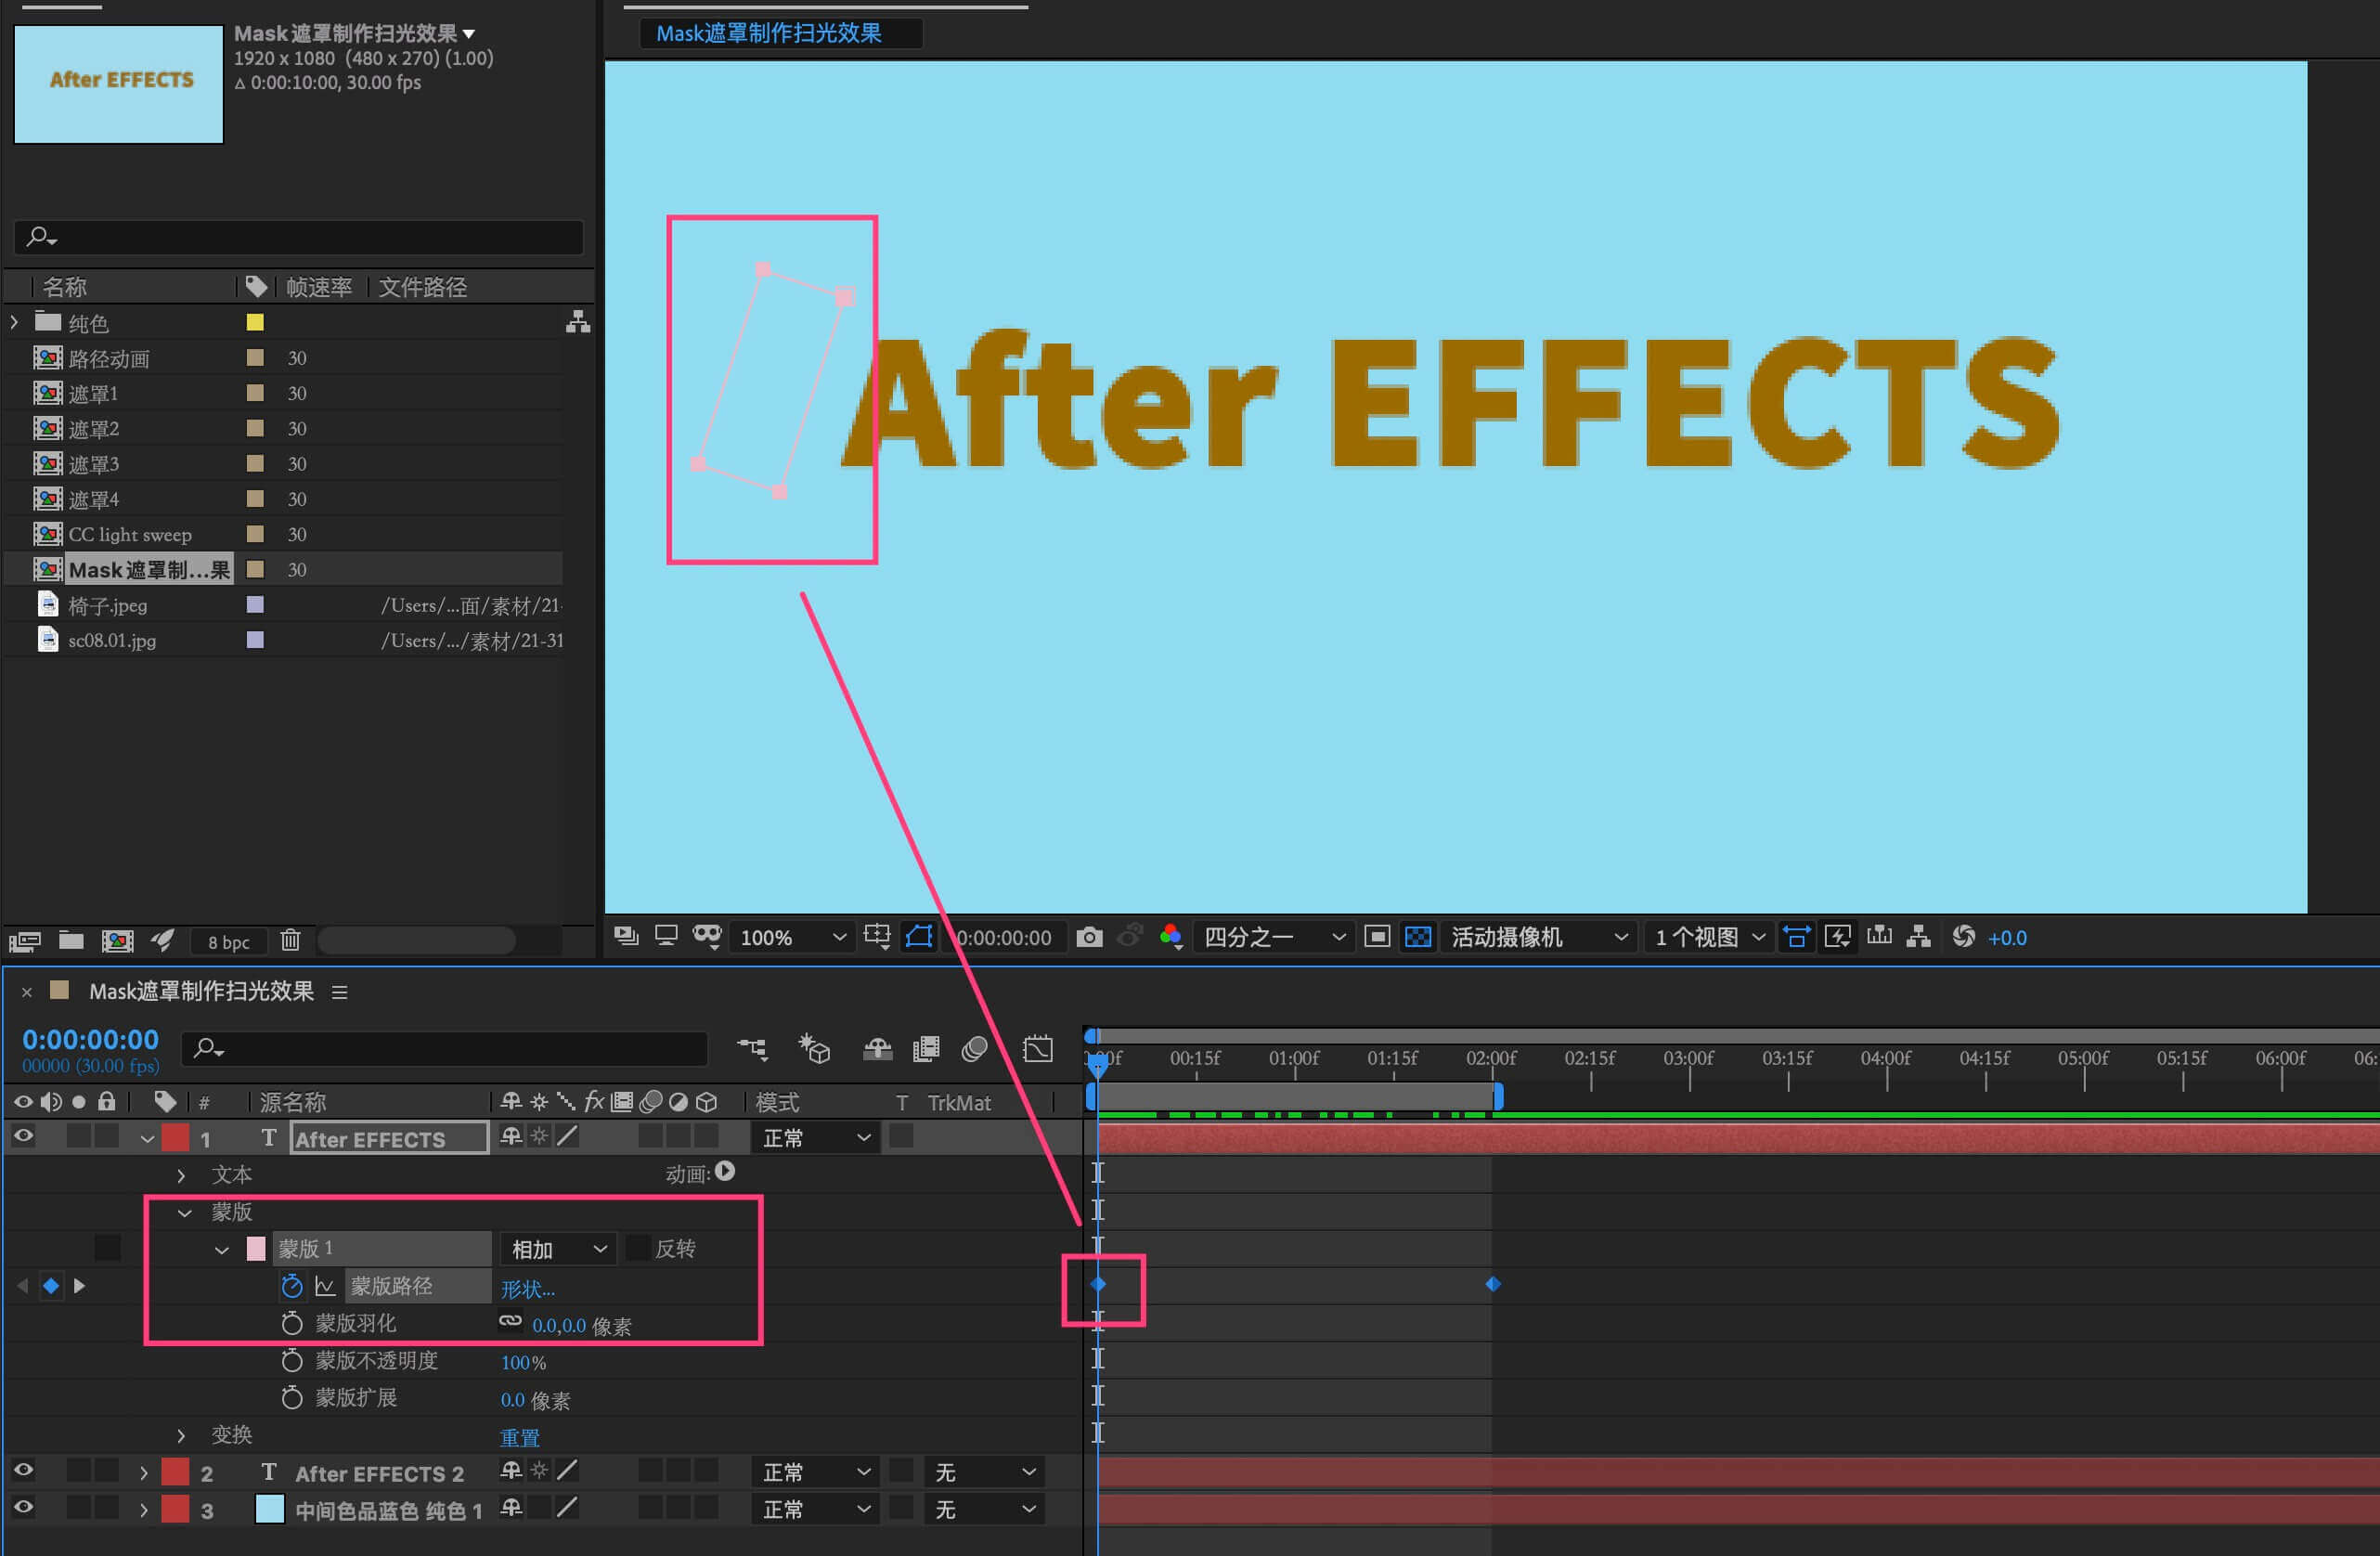 Mask遮罩制作扫光效果
1920 x 1080 (480 x 270) (1.00)
△ 0:00:10:00, 30.00 fps
After EFFECTS
名称 帧速率 文件路径
纯色
路径动画 30
遮罩1 30
遮罩2 30
遮罩3 30
遮罩4 30
CC light sweep 30
Mask遮罩制...果 30
椅子.jpeg /Users/...面/素材/21-
sc08.01.jpg /Users/.../素材/21-31
8 bpc
Mask遮罩制作扫光效果
After EFFECTS
100% 0:00:00:00 四分之一 活动摄像机 1 个视图 +0.0
Mask遮罩制作扫光效果
0:00:00:00
00000 (30.00 fps)
00f 00:15f 01:00f 01:15f 02:00f 02:15f 03:00f 03:15f 04:00f 04:15f 05:00f 05:15f 06:00f 06:
# 源名称 fx 模式 T TrkMat
1 T After EFFECTS 正常
文本 动画:
蒙版
蒙版 1 相加 反转
蒙版路径 形状...
蒙版羽化 0.0,0.0 像素
蒙版不透明度 100%
蒙版扩展 0.0 像素
变换 重置
2 T After EFFECTS 2 正常 无
3 中间色品蓝色 纯色 1 正常 无